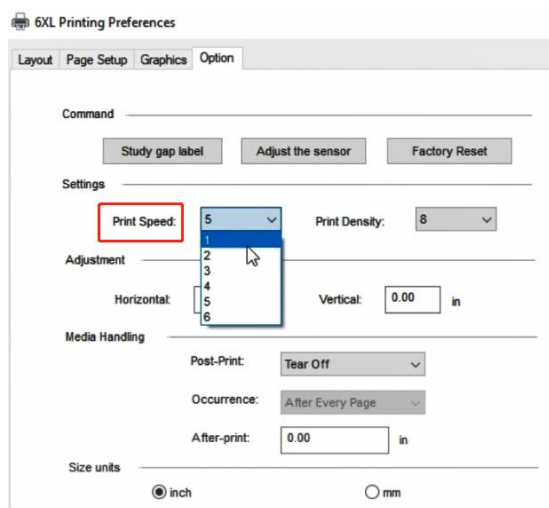 6XL Printing Preferences
Layout Page Setup Graphics Option
Command
Study gap label Adjust the sensor Factory Reset
Settings
Print Speed: 5 Print Density: 8
1
2
3
4
5
6
Adjustment
Horizontal: Vertical: 0.00 in
Media Handling
Post-Print: Tear Off
Occurrence: After Every Page
After-print: 0.00 in
Size units
inch mm